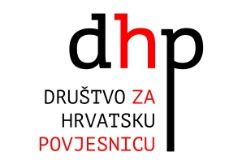 dhp
DRUŠTVO ZA
HRVATSKU
POVJESNICU